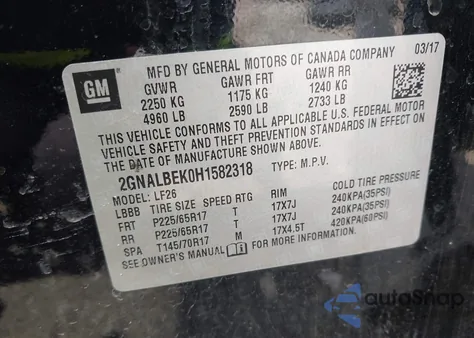 GM
MFD BY GENERAL MOTORS OF CANADA COMPANY 03/17
GVWR GAWR FRT GAWR RR
2250 KG 1175 KG 1240 KG
4960 LB 2590 LB 2733 LB
THIS VEHICLE CONFORMS TO ALL APPLICABLE U.S. FEDERAL MOTOR
VEHICLE SAFETY, BUMPER, AND THEFT PREVENTION STANDARDS IN EFFECT ON
THE DATE OF MANUFACTURE SHOWN ABOVE.
2GNALBEK0H1582318 TYPE: M.P.V.
MODEL: LF26
LBBB TIRE SIZE SPEED RTG RIM COLD TIRE PRESSURE
FRT P225/65R17 T 17X7J 240KPA(35PSI)
RR P225/65R17 T 17X7J 240KPA(35PSI)
SPA T145/70R17 M 17X4.5T 420KPA(60PSI)
SEE OWNER'S MANUAL FOR MORE INFORMATION.
autoSnap